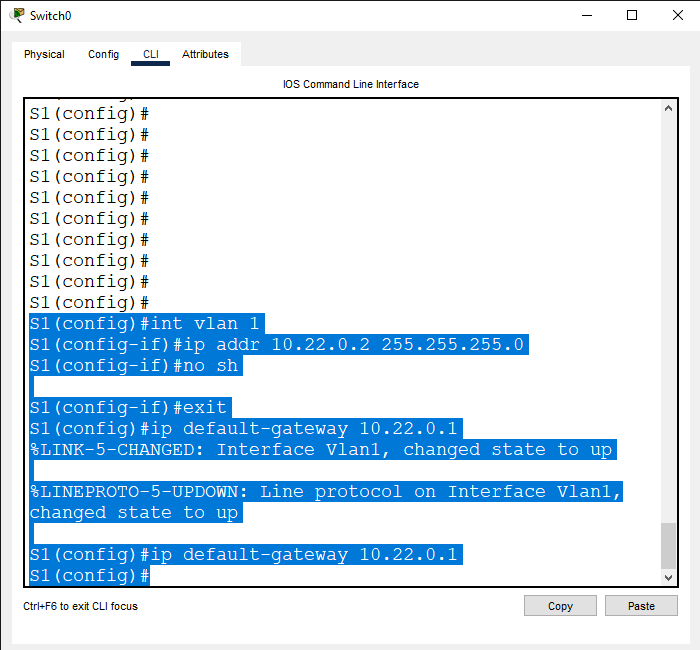 Switch0
Physical Config CLI Attributes
IOS Command Line Interface
S1(config)#
S1(config)#
S1(config)#
S1(config)#
S1(config)#
S1(config)#
S1(config)#
S1(config)#
S1(config)#
S1(config)#
S1(config)#int vlan 1
S1(config-if)#ip addr 10.22.0.2 255.255.255.0
S1(config-if)#no sh
S1(config-if)#exit
S1(config)#ip default-gateway 10.22.0.1
%LINK-5-CHANGED: Interface Vlan1, changed state to up
%LINEPROTO-5-UPDOWN: Line protocol on Interface Vlan1,
changed state to up
S1(config)#ip default-gateway 10.22.0.1
S1(config)#
Ctrl+F6 to exit CLI focus
Copy Paste